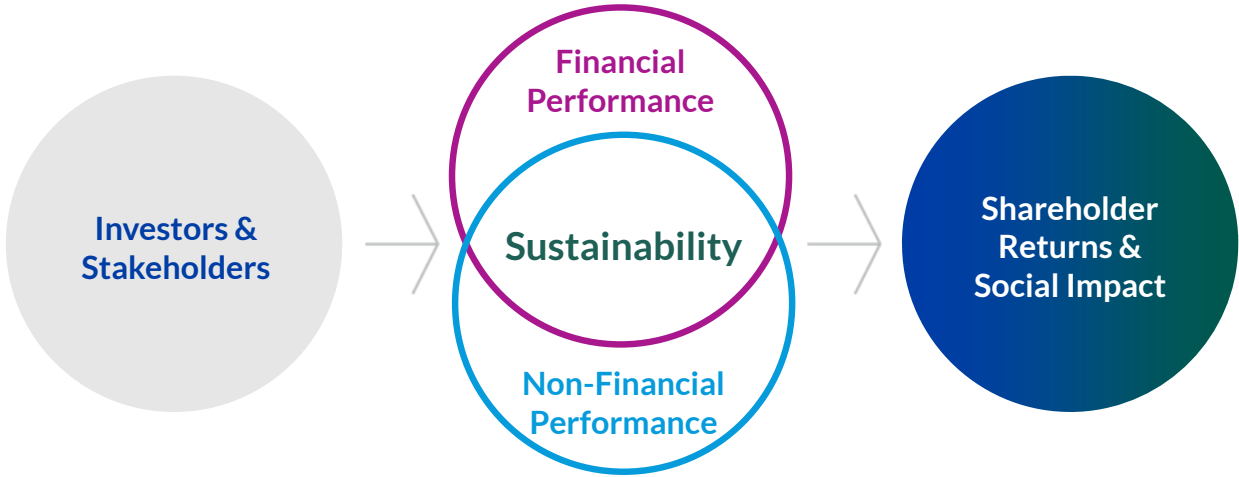 Investors &
Stakeholders
Financial
Performance
Sustainability
Non-Financial
Performance
Shareholder
Returns &
Social Impact